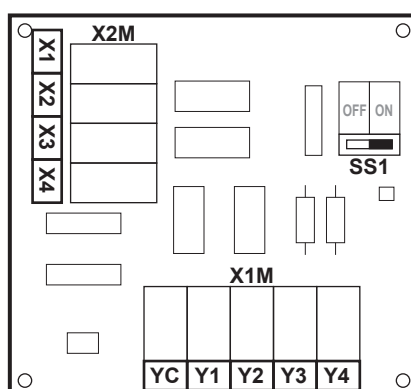 X2M
X1
X2
X3
X4
OFF ON
SS1
X1M
YC Y1 Y2 Y3 Y4